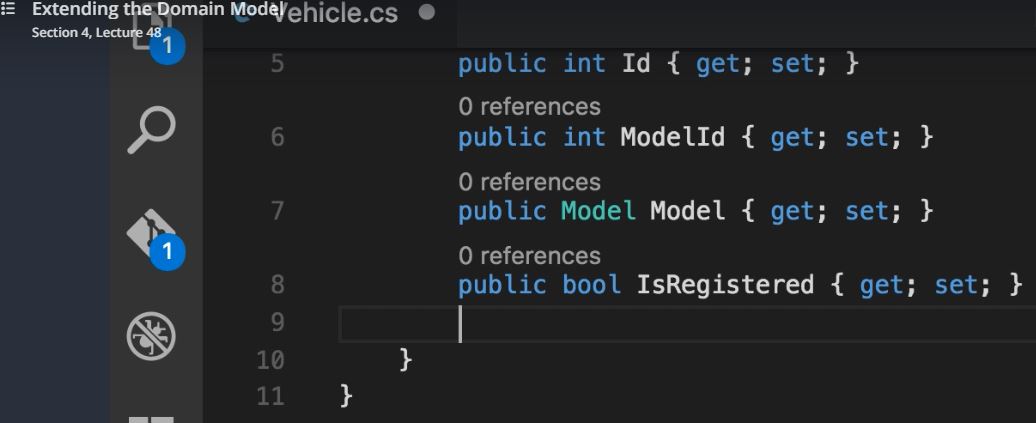 Extending the Domain Model
Vehicle.cs
Section 4, Lecture 48
1
5 public int Id { get; set; }
0 references
6 public int ModelId { get; set; }
0 references
7 public Model Model { get; set; }
1
0 references
8 public bool IsRegistered { get; set; }
9
10 }
11 }